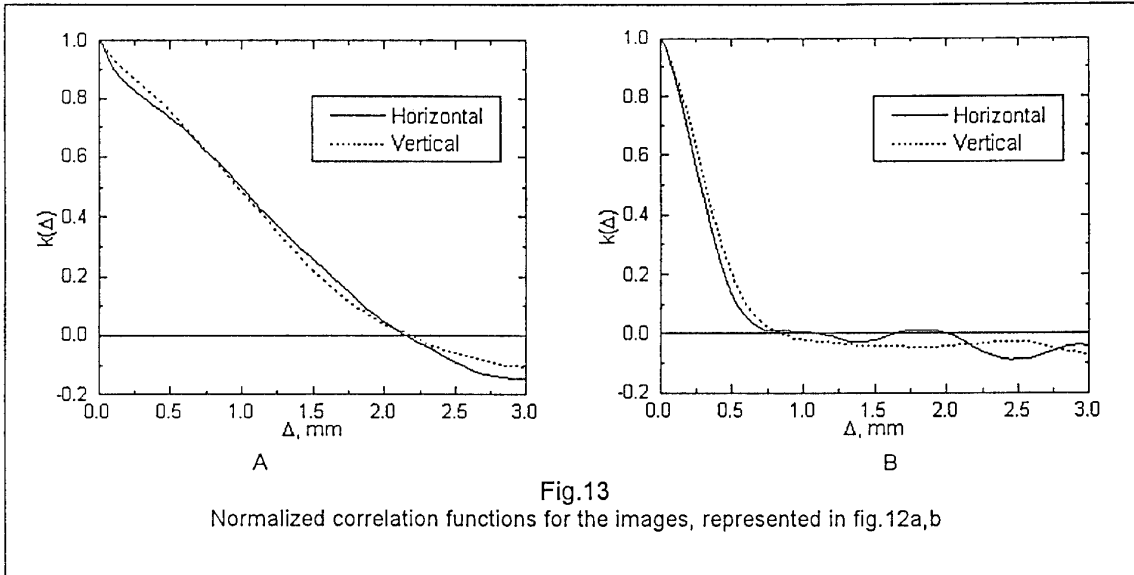 1.0
0.8
0.6
0.4
0.2
0.0
-0.2
k(Δ)
0.0 0.5 1.0 1.5 2.0 2.5 3.0
Δ, mm
Horizontal
Vertical
A
1.0
0.8
0.6
0.4
0.2
0.0
-0.2
k(Δ)
0.0 0.5 1.0 1.5 2.0 2.5 3.0
Δ, mm
Horizontal
Vertical
B
Fig.13
Normalized correlation functions for the images, represented in fig.12a,b